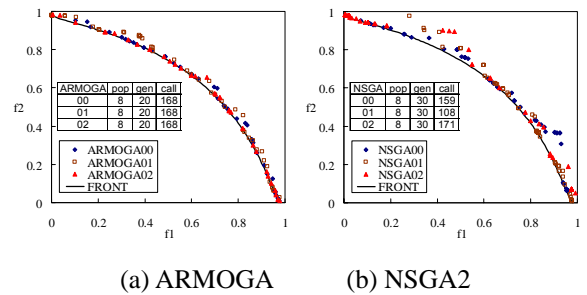 1
0.8
0.6
0.4
0.2
0
f2
ARMOGA pop gen call
00 8 20 168
01 8 20 168
02 8 20 168
ARMOGA00
ARMOGA01
ARMOGA02
FRONT
0 0.2 0.4 0.6 0.8 1
f1
(a) ARMOGA
1
0.8
0.6
0.4
0.2
0
f2
NSGA pop gen call
00 8 30 159
01 8 30 108
02 8 30 171
NSGA00
NSGA01
NSGA02
FRONT
0 0.2 0.4 0.6 0.8 1
f1
(b) NSGA2